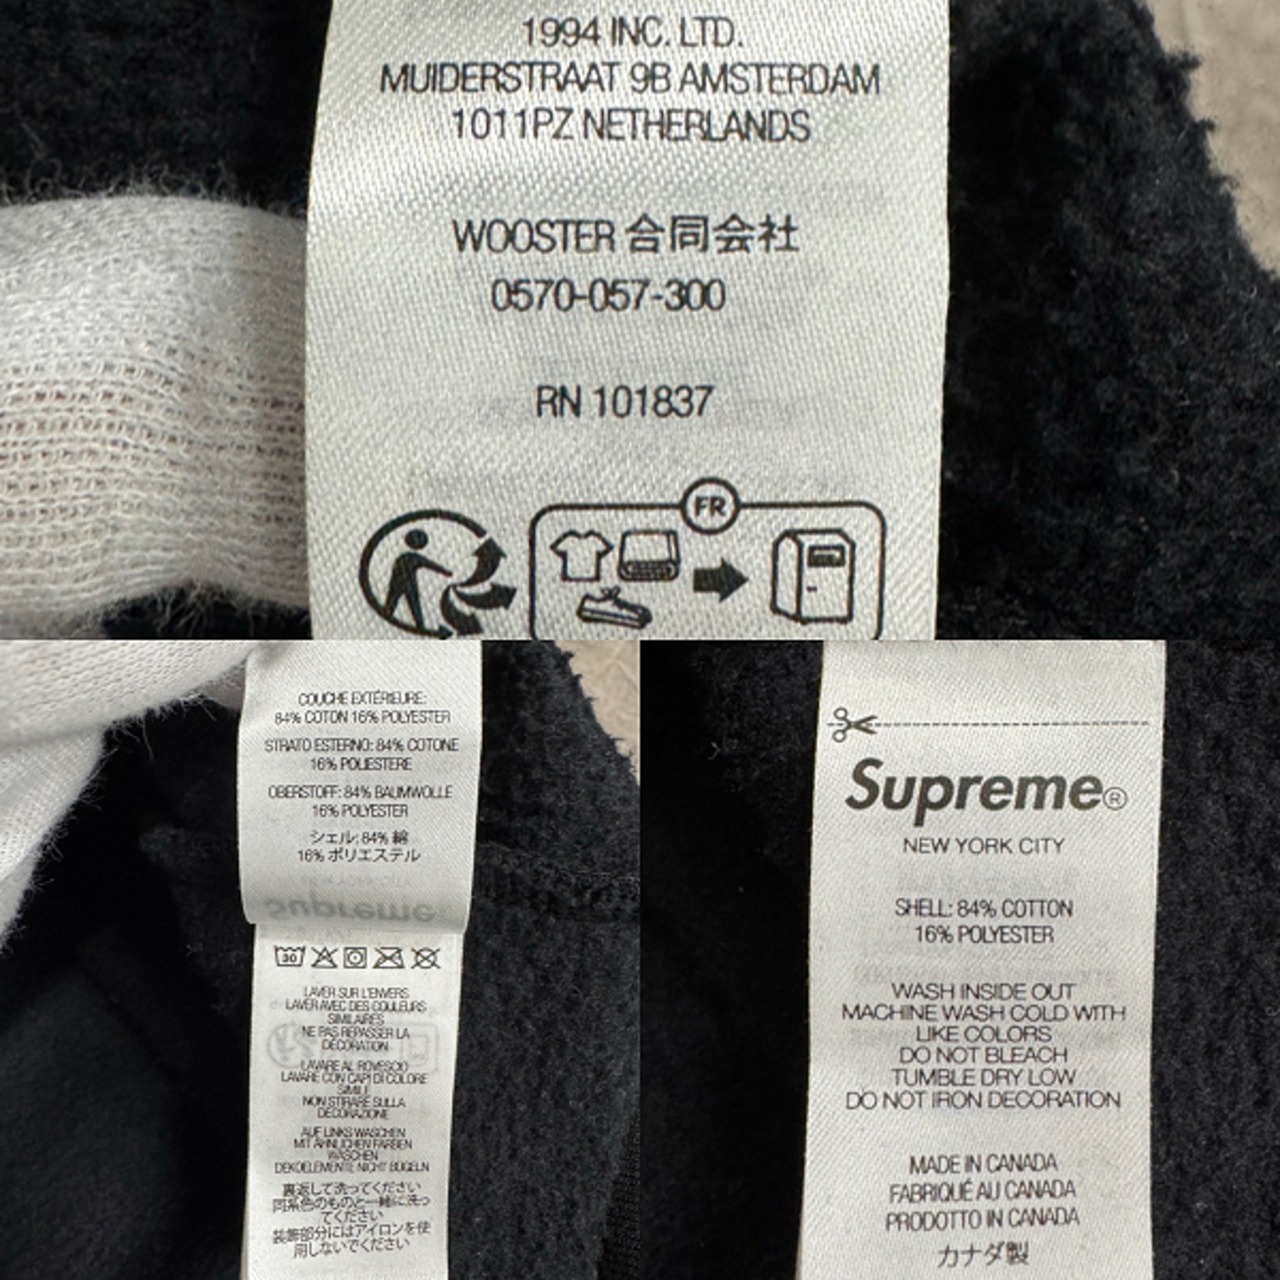 1994 INC. LTD.
MUIDERSTRAAT 9B AMSTERDAM
1011PZ NETHERLANDS
WOOSTER 合同会社
0570-057-300
RN 101837
FR
COUCHE EXTÉRIEURE:
84% COTON 16% POLYESTER
STRATO ESTERNO: 84% COTONE
16% POLIESTERE
OBERSTOFF: 84% BAUMWOLLE
16% POLYESTER
シェル: 84% 綿
16% ポリエステル
30
LAVER SUR L'ENVERS
LAVER AVEC DES COULEURS
SIMILAIRES
NE PAS REPASSER LA
DÉCORATION
LAVARE AL ROVESCIO
LAVARE CON CAPI DI COLORE
SIMILE
NON STIRARE SULLA
DECORAZIONE
AUF LINKS WASCHEN
MIT ÄHNLICHEN FARBEN
WASCHEN
DEKOELEMENTE NICHT BÜGELN
裏返して洗ってください
同系色のものと一緒に洗っ
てください
装飾部分にはアイロンを使
用しないでください
Supreme®
NEW YORK CITY
SHELL: 84% COTTON
16% POLYESTER
WASH INSIDE OUT
MACHINE WASH COLD WITH
LIKE COLORS
DO NOT BLEACH
TUMBLE DRY LOW
DO NOT IRON DECORATION
MADE IN CANADA
FABRIQUÉ AU CANADA
PRODOTTO IN CANADA
カナダ製